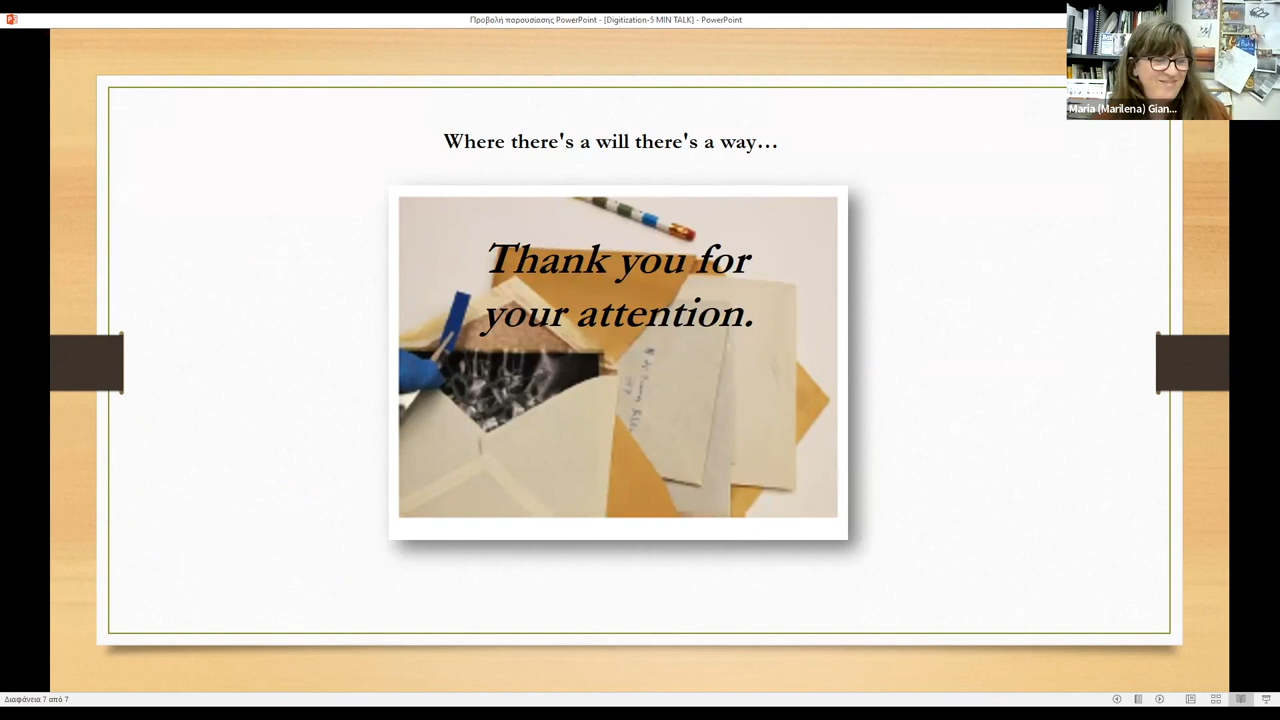 Προβολή παρουσίασης PowerPoint - [Digitization-5 MIN TALK] - PowerPoint
Maria (Marilena) Gian...
Where there's a will there's a way...
Thank you for
your attention.
Διαφάνεια 7 από 7